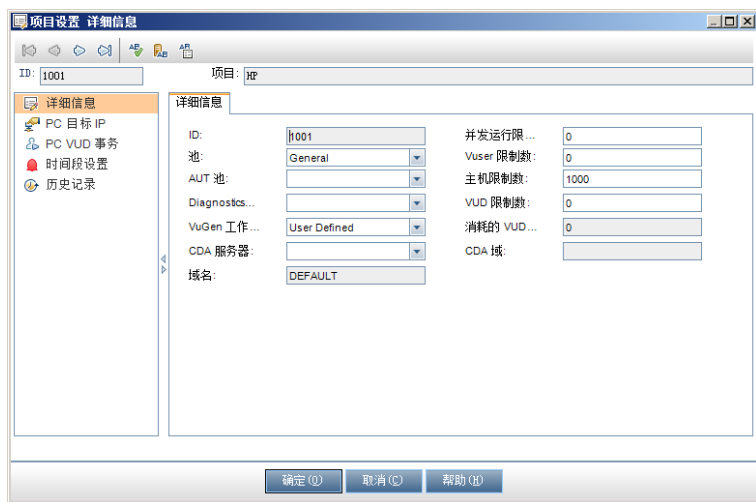 项目设置 详细信息
ID: 1001 项目: HP
详细信息
PC 目标 IP
PC VUD 事务
时间段设置
历史记录
详细信息
ID: 1001 并发运行限... 0
池: General Vuser 限制数: 0
AUT 池: 主机限制数: 1000
Diagnostics... VUD 限制数: 0
VuGen 工作... User Defined 消耗的 VUD... 0
CDA 服务器: CDA 域:
域名: DEFAULT
确定(O) 取消(C) 帮助(H)